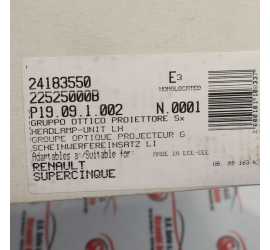 24183550 E3
22525000B HOMOLOGATED
P19.09.1.002 N.0001
GRUPPO OTTICO PROIETTORE Sx
HEADLAMP-UNIT LH
GROUPE OPTIQUE PROJECTEUR G
SCHEINWERFEREINSATZ LI
Adaptables a/Suitable for MADE IN EEC-CEE
RENAULT
SUPERCINQUE